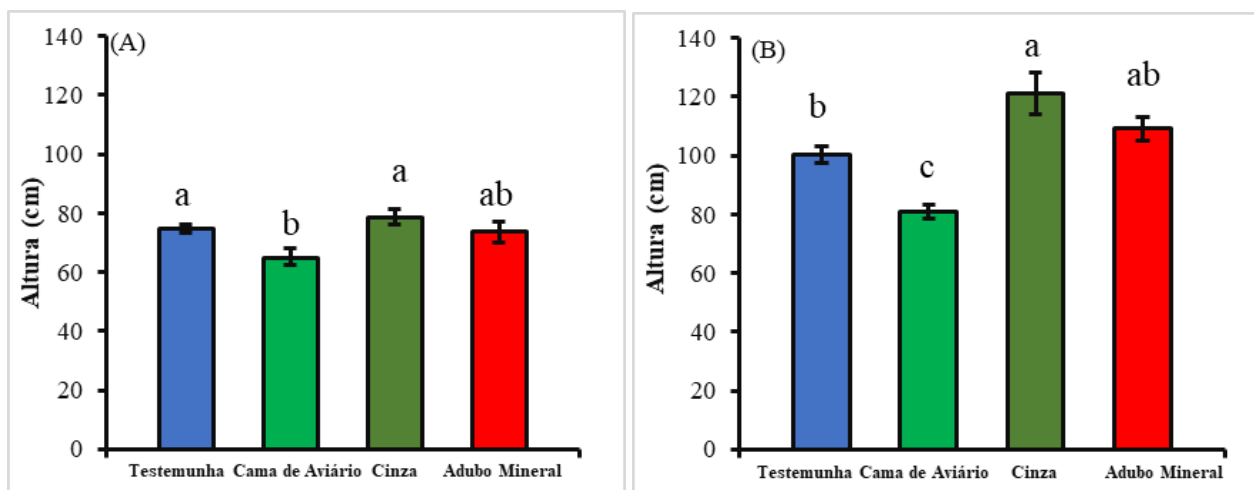 (A)
Altura (cm)
140
120
100
80
60
40
20
0
a
b
a
ab
Testemunha Cama de Aviário Cinza Adubo Mineral
(B)
Altura (cm)
140
120
100
80
60
40
20
0
b
c
a
ab
Testemunha Cama de Aviário Cinza Adubo Mineral